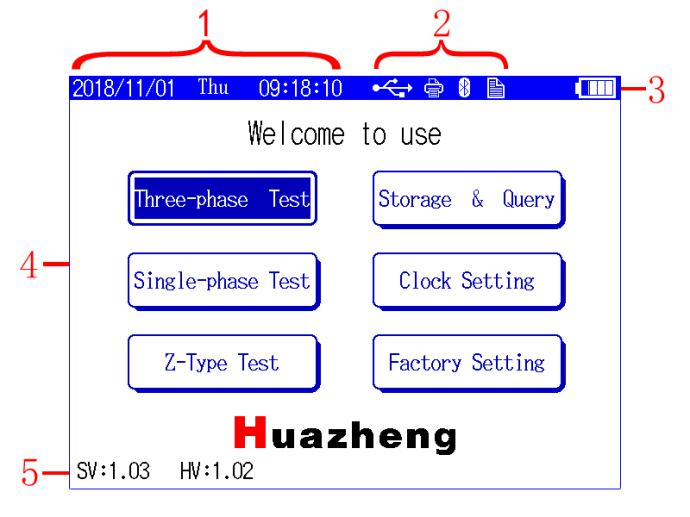 1 2
2018/11/01 Thu 09:18:10
3
Welcome to use
Three-phase Test Storage & Query
4
Single-phase Test Clock Setting
Z-Type Test Factory Setting
Huazheng
5
SV:1.03 HV:1.02